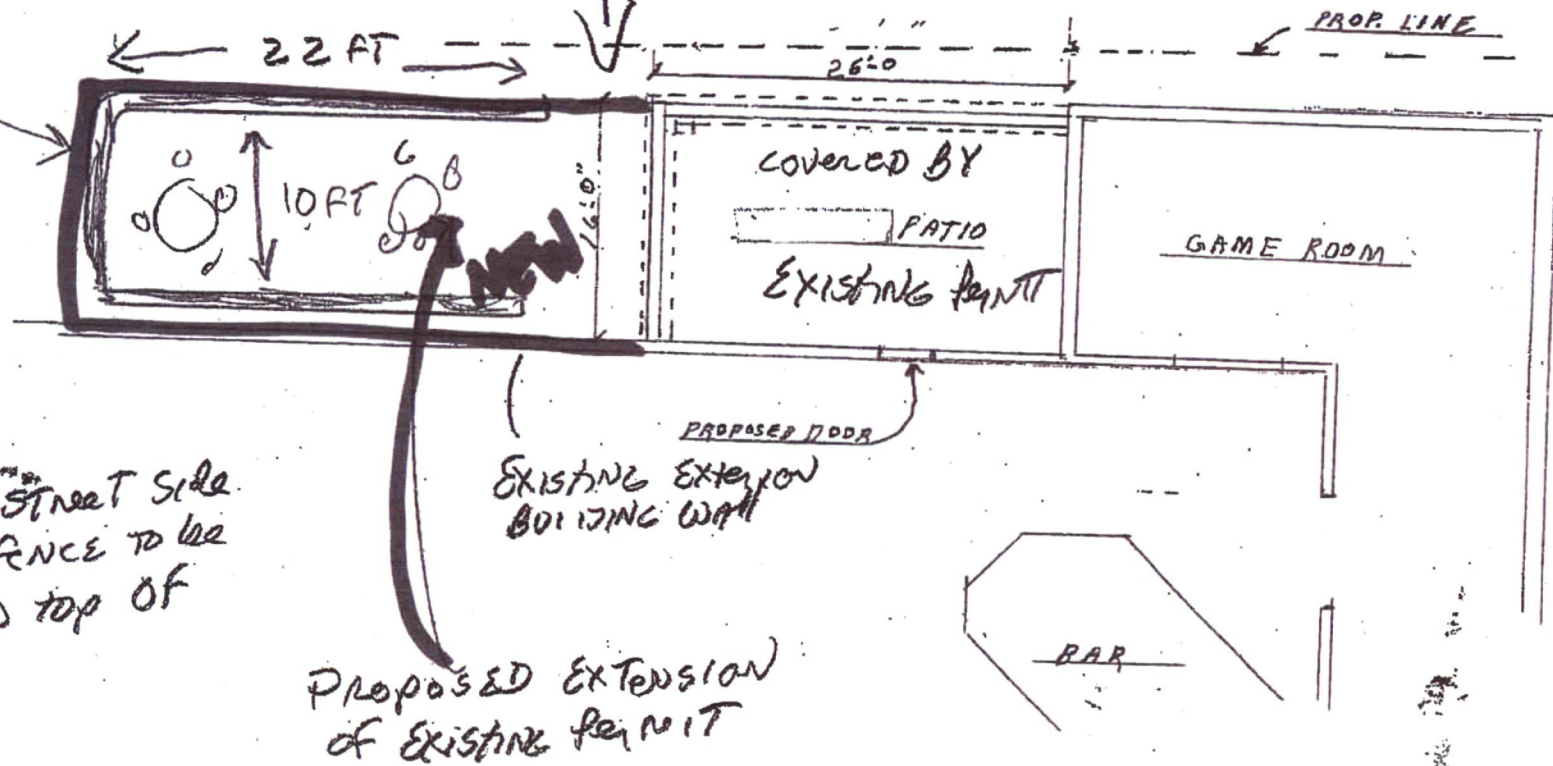 PROP. LINE
22 FT
26'-0
10 FT
16'-0"
NEW
COVERED BY
PATIO
EXISTING PERMIT
GAME ROOM
PROPOSED DOOR
EXISTING EXTERIOR
BUILDING WALL
STREET SIDE
FENCE TO BE
TOP OF
BAR
PROPOSED EXTENSION
OF EXISTING PERMIT